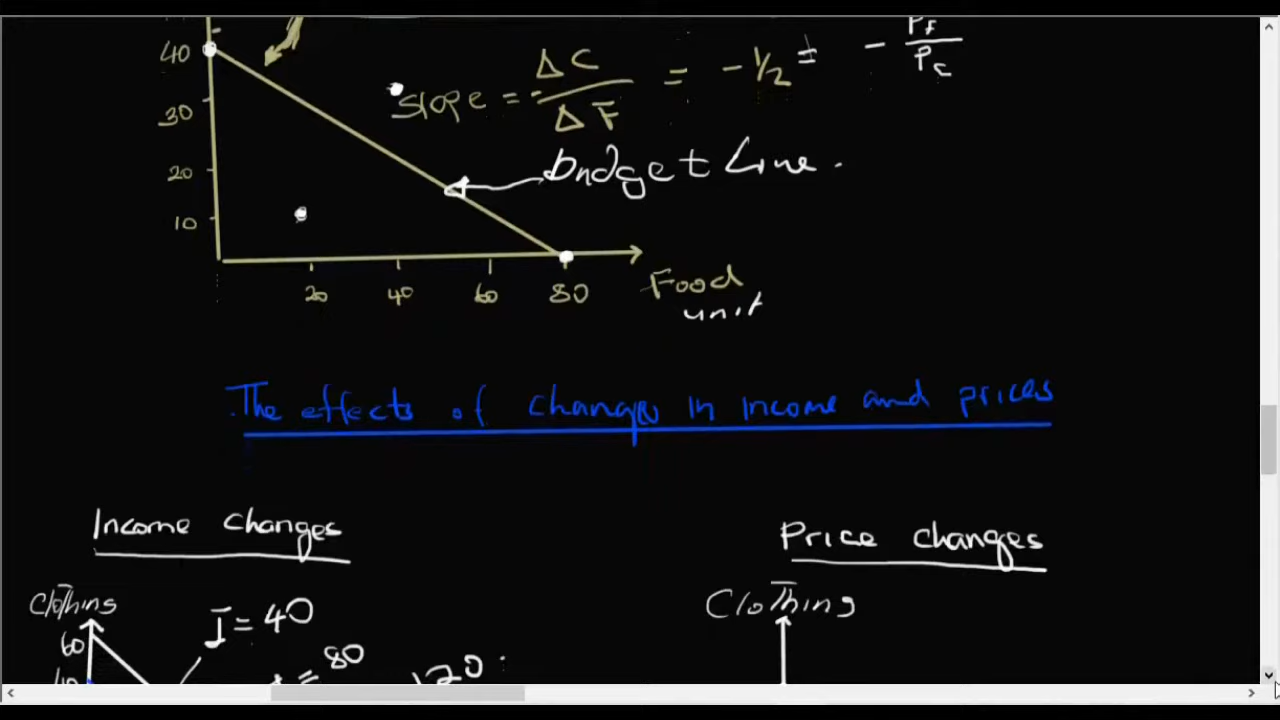 40
30
20
10
slope = ΔC / ΔF = - 1/2 ± - PF / PC
budget Line.
20 40 60 80
Food
unit
The effects of changes in income and prices
Income changes
Price changes
Clothing
60
I = 40
= 80
120
Clothing